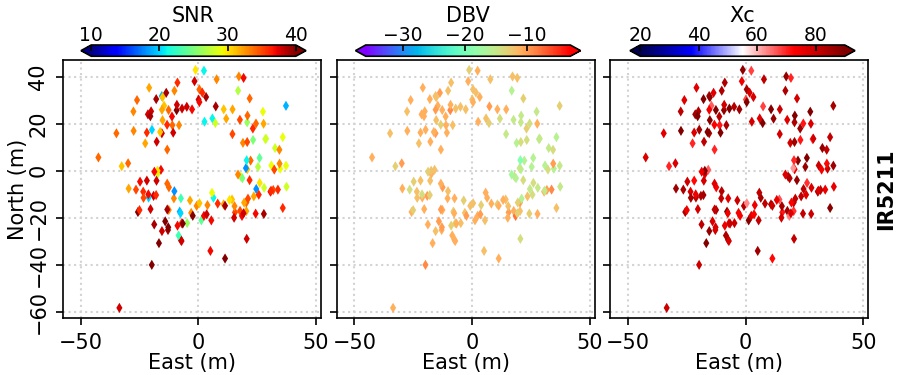 SNR DBV Xc
10 20 30 40 −30 −20 −10 20 40 60 80
40
20
0
−20
−40
−60
North (m)
IR5211
−50 0 50 −50 0 50 −50 0 50
East (m) East (m) East (m)